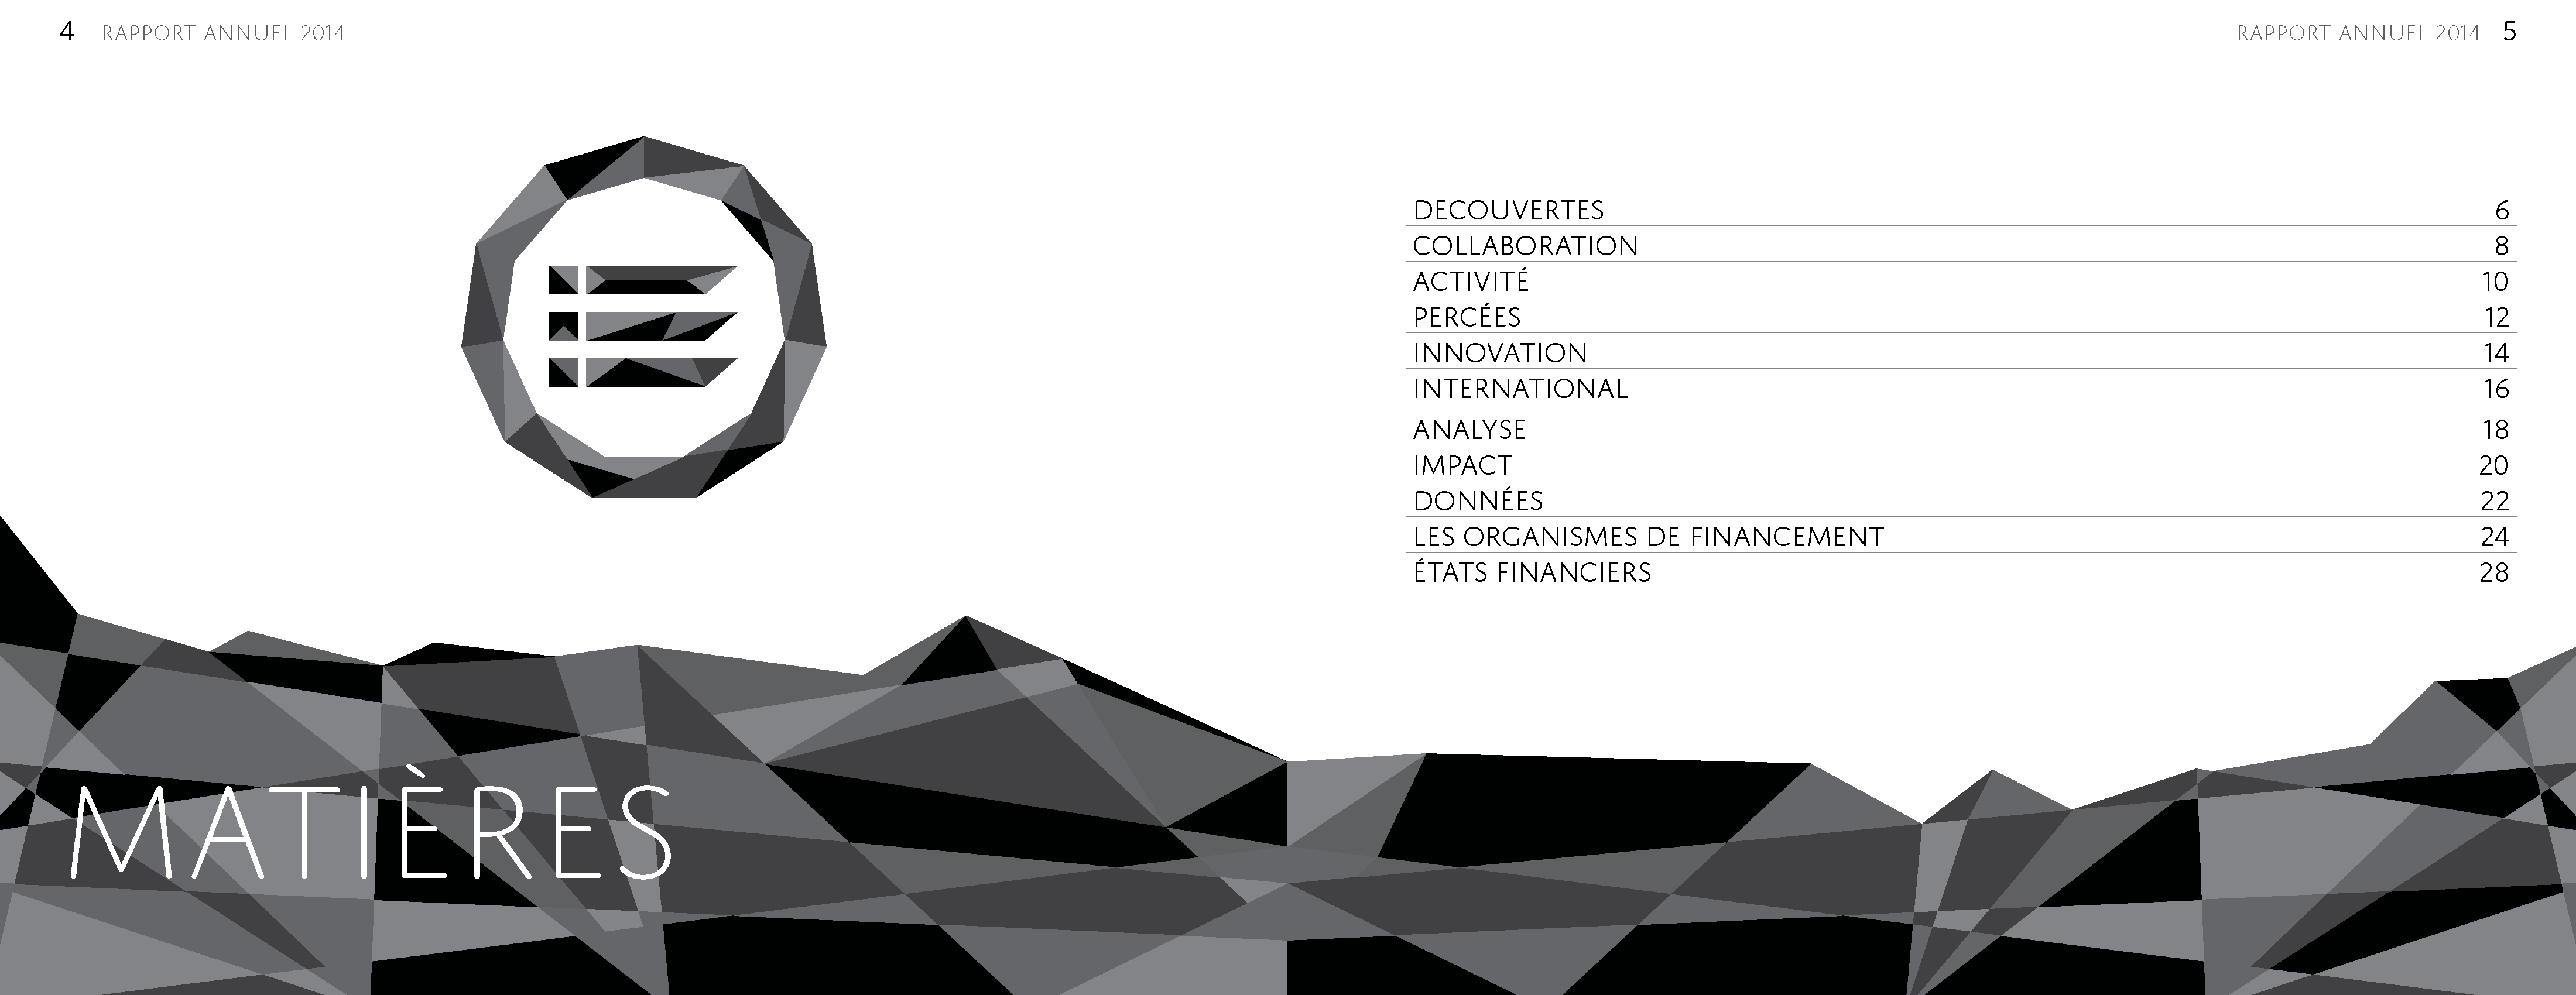 4 RAPPORT ANNUEL 2014
RAPPORT ANNUEL 2014 5
MATIÈRES
DECOUVERTES 6
COLLABORATION 8
ACTIVITÉ 10
PERCÉES 12
INNOVATION 14
INTERNATIONAL 16
ANALYSE 18
IMPACT 20
DONNÉES 22
LES ORGANISMES DE FINANCEMENT 24
ÉTATS FINANCIERS 28